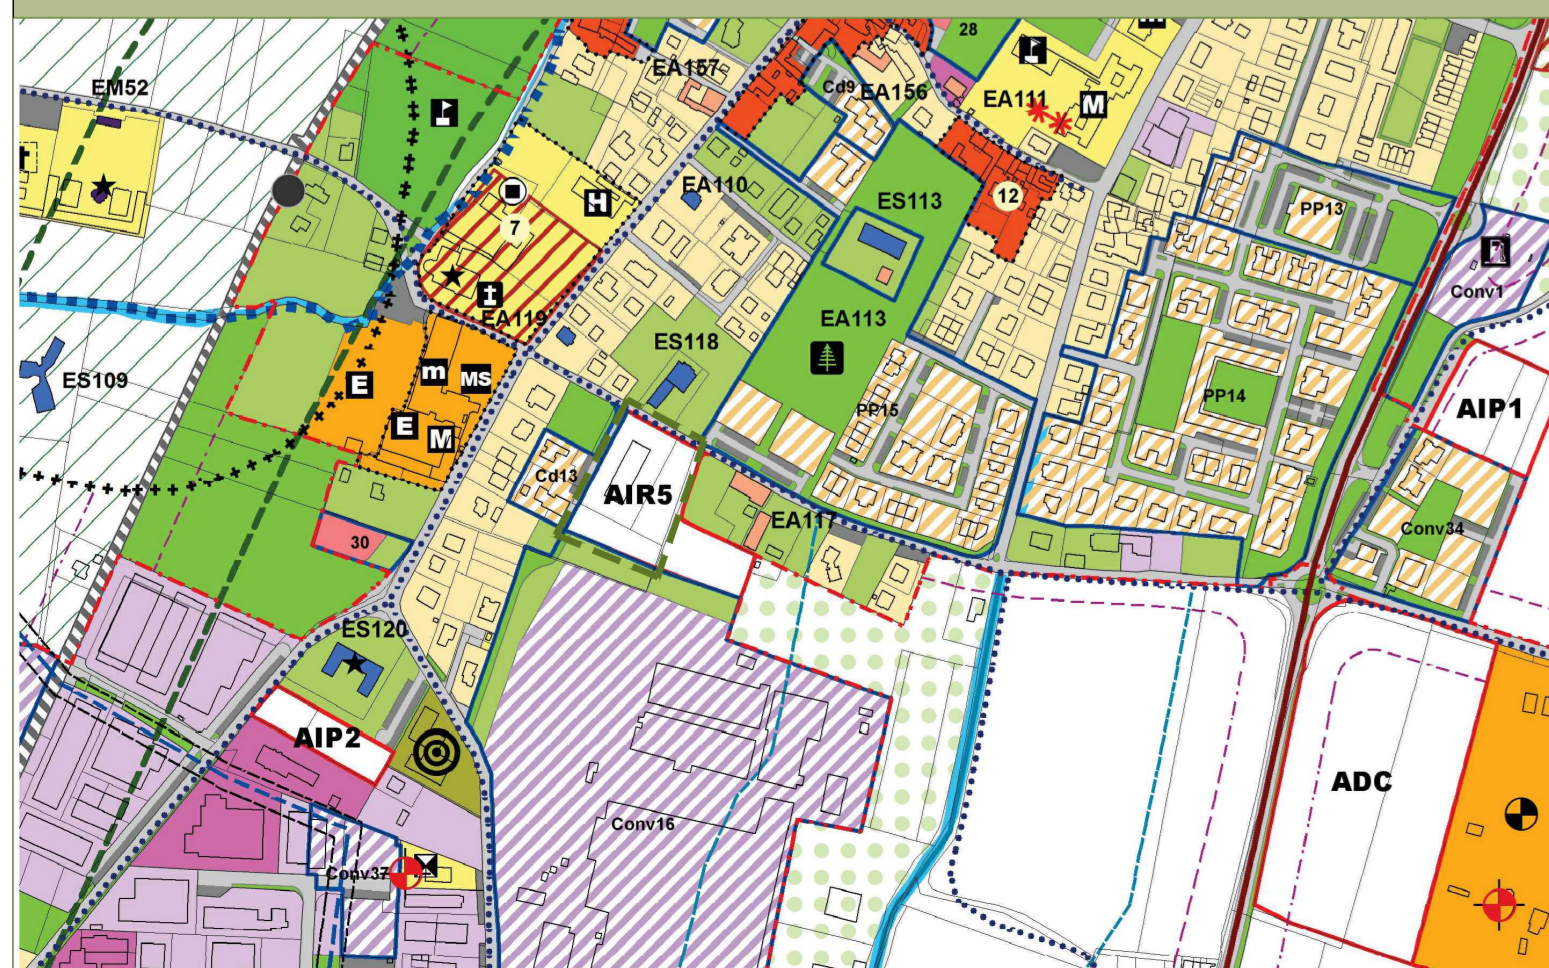 28
EA157
EM52
Cd9
EA156
EA111
M
EA110
ES113
12
H
PP13
7
Conv1
EA119
EA113
ES118
ES109
m
MS
E
PP14
PP15
AIP1
E
M
Cd13
AIR5
EA117
Conv34
30
ES120
AIP2
ADC
Conv16
Conv37